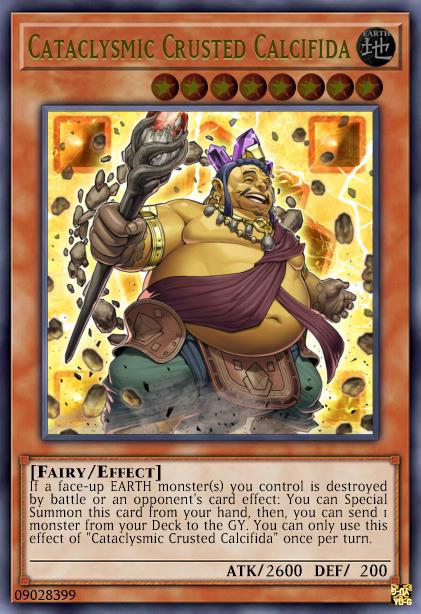 Cataclysmic Crusted Calcifida
EARTH
地
[Fairy/Effect]
If a face-up EARTH monster(s) you control is destroyed
by battle or an opponent's card effect: You can Special
Summon this card from your hand, then, you can send 1
monster from your Deck to the GY. You can only use this
effect of "Cataclysmic Crusted Calcifida" once per turn.
ATK/2600 DEF/ 200
09028399